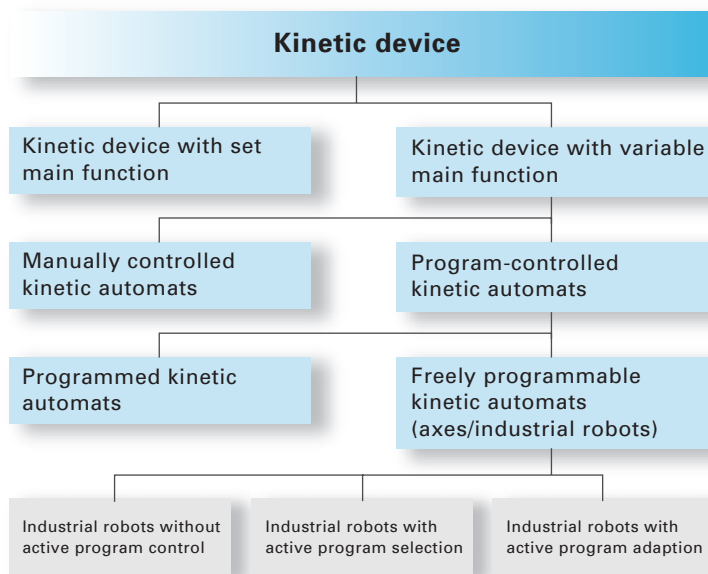 Kinetic device
Kinetic device with set
main function
Kinetic device with variable
main function
Manually controlled
kinetic automats
Program-controlled
kinetic automats
Programmed kinetic
automats
Freely programmable
kinetic automats
(axes/industrial robots)
Industrial robots without
active program control
Industrial robots with
active program selection
Industrial robots with
active program adaption